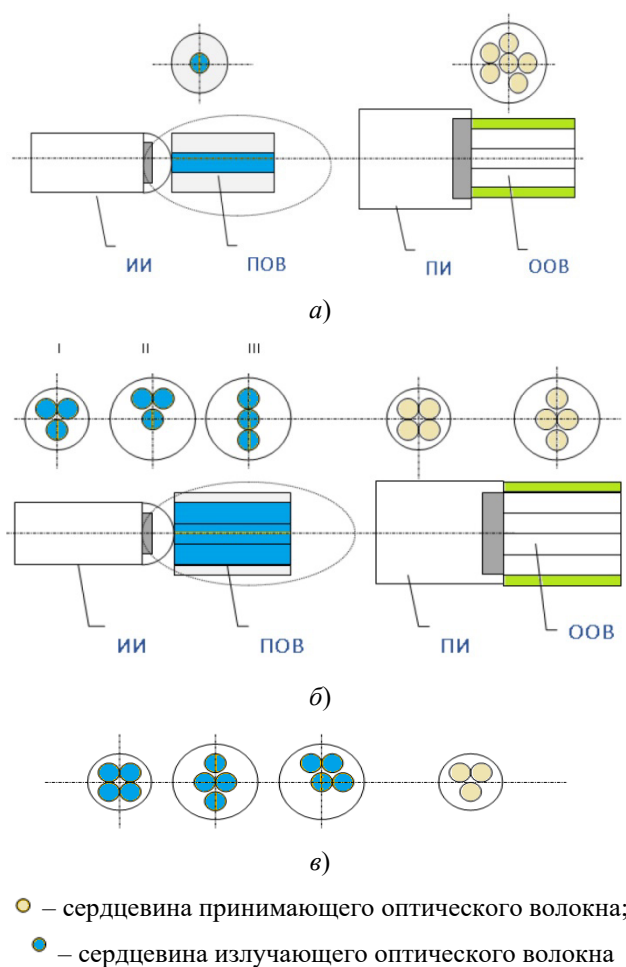 ИИ ПОВ ПИ ООВ
а)
I II III
ИИ ПОВ ПИ ООВ
б)
в)
– сердцевина принимающего оптического волокна;
– сердцевина излучающего оптического волокна